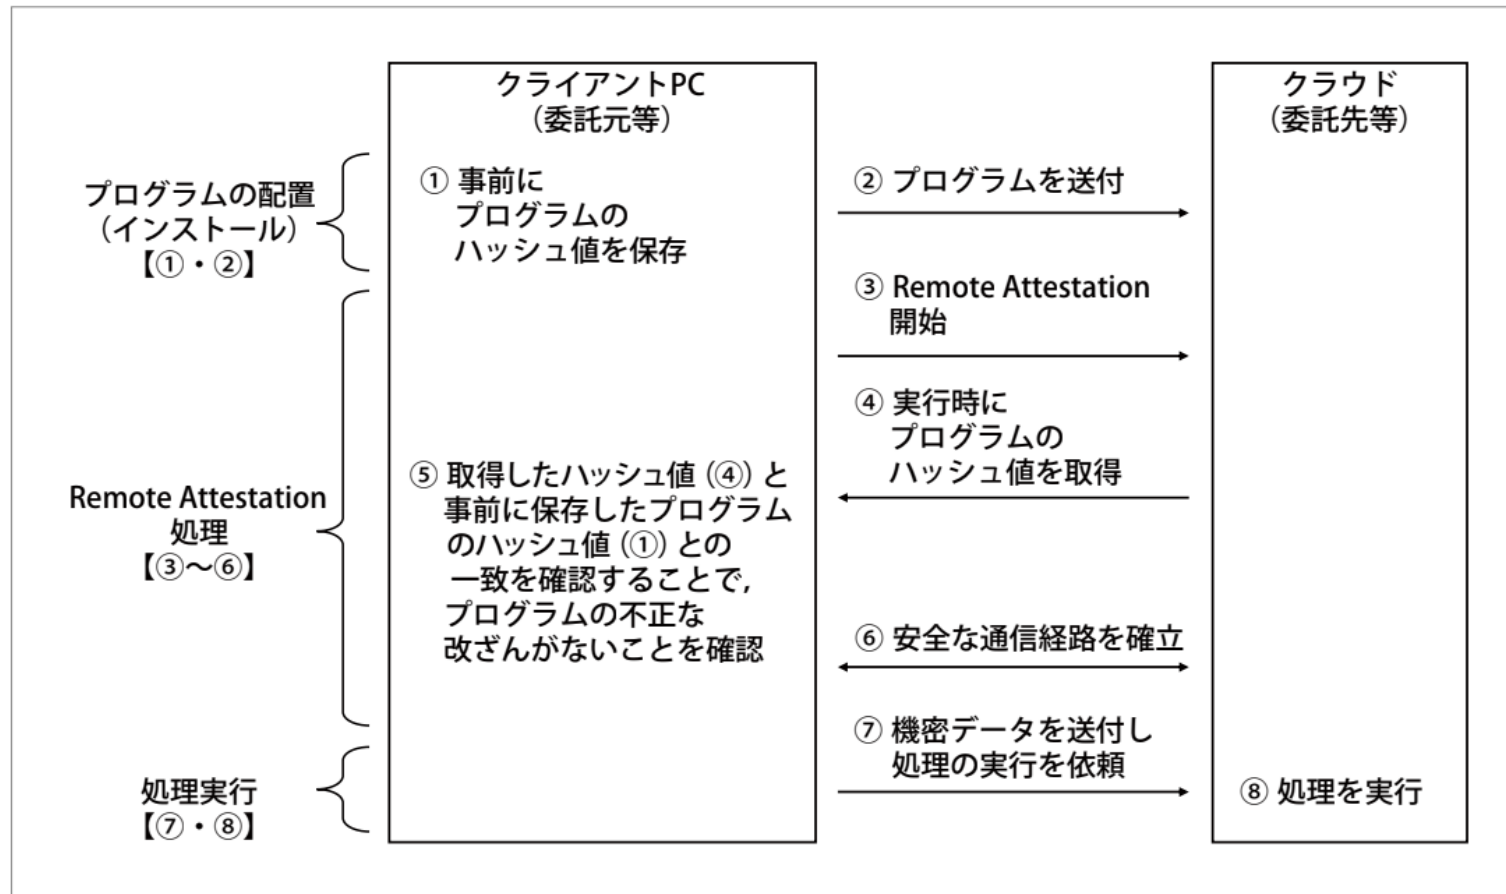 クライアントPC
（委託元等）
クラウド
（委託先等）
プログラムの配置
（インストール）
【①・②】
① 事前に
プログラムの
ハッシュ値を保存
② プログラムを送付
③ Remote Attestation
開始
④ 実行時に
プログラムの
ハッシュ値を取得
Remote Attestation
処理
【③～⑥】
⑤ 取得したハッシュ値（④）と
事前に保存したプログラム
のハッシュ値（①）との
一致を確認することで，
プログラムの不正な
改ざんがないことを確認
⑥ 安全な通信経路を確立
処理実行
【⑦・⑧】
⑦ 機密データを送付し
処理の実行を依頼
⑧ 処理を実行